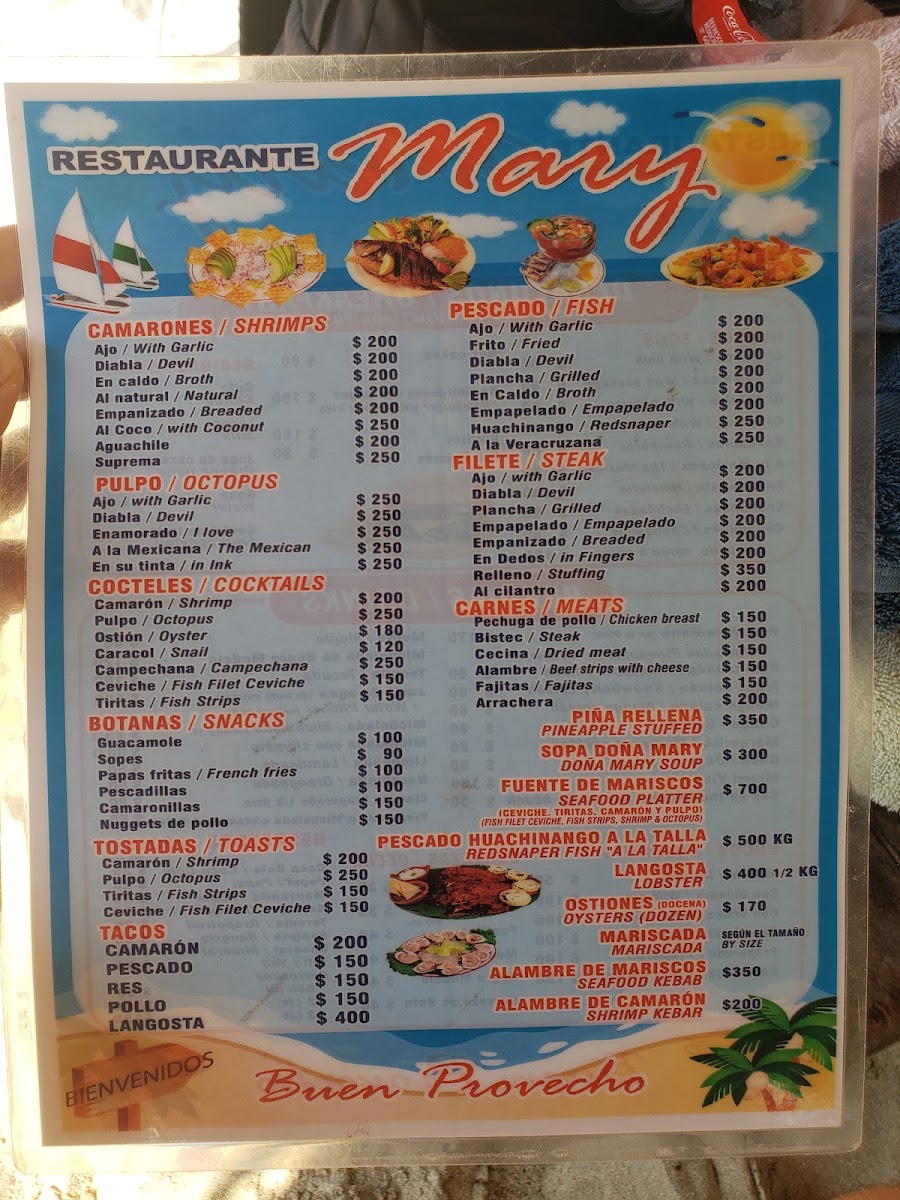 Coca-Cola
RESTAURANTE Mary
CAMARONES / SHRIMPS
Ajo / With Garlic $ 200
Diabla / Devil $ 200
En caldo / Broth $ 200
Al natural / Natural $ 200
Empanizado / Breaded $ 200
Al Coco / with Coconut $ 250
Aguachile $ 200
Suprema $ 250
PULPO / OCTOPUS
Ajo / with Garlic $ 250
Diabla / Devil $ 250
Enamorado / I love $ 250
A la Mexicana / The Mexican $ 250
En su tinta / in Ink $ 250
COCTELES / COCKTAILS
Camarón / Shrimp $ 200
Pulpo / Octopus $ 250
Ostión / Oyster $ 180
Caracol / Snail $ 120
Campechana / Campechana $ 250
Ceviche / Fish Filet Ceviche $ 150
Tiritas / Fish Strips $ 150
BOTANAS / SNACKS
Guacamole $ 100
Sopes $ 90
Papas fritas / French fries $ 100
Pescadillas $ 100
Camaronillas $ 150
Nuggets de pollo $ 150
TOSTADAS / TOASTS
Camarón / Shrimp $ 200
Pulpo / Octopus $ 250
Tiritas / Fish Strips $ 150
Ceviche / Fish Filet Ceviche $ 150
TACOS
CAMARÓN $ 200
PESCADO $ 150
RES $ 150
POLLO $ 150
LANGOSTA $ 400
PESCADO / FISH
Ajo / With Garlic $ 200
Frito / Fried $ 200
Diabla / Devil $ 200
Plancha / Grilled $ 200
En Caldo / Broth $ 200
Empapelado / Empapelado $ 200
Huachinango / Redsnaper $ 250
A la Veracruzana $ 250
FILETE / STEAK
Ajo / with Garlic $ 200
Diabla / Devil $ 200
Plancha / Grilled $ 200
Empapelado / Empapelado $ 200
Empanizado / Breaded $ 200
En Dedos / in Fingers $ 200
Relleno / Stuffing $ 350
Al cilantro $ 200
CARNES / MEATS
Pechuga de pollo / Chicken breast $ 150
Bistec / Steak $ 150
Cecina / Dried meat $ 150
Alambre / Beef strips with cheese $ 150
Fajitas / Fajitas $ 150
Arrachera $ 200
PIÑA RELLENA $ 350
PINEAPPLE STUFFED
SOPA DOÑA MARY $ 300
DOÑA MARY SOUP
FUENTE DE MARISCOS $ 700
SEAFOOD PLATTER
(CEVICHE, TIRITAS, CAMARÓN Y PULPO)
(FISH FILET CEVICHE, FISH STRIPS, SHRIMP & OCTOPUS)
PESCADO HUACHINANGO A LA TALLA $ 500 KG
REDSNAPER FISH "A LA TALLA"
LANGOSTA $ 400 1/2 KG
LOBSTER
OSTIONES (DOCENA) $ 170
OYSTERS (DOZEN)
MARISCADA SEGÚN EL TAMAÑO
MARISCADA BY SIZE
ALAMBRE DE MARISCOS $350
SEAFOOD KEBAB
ALAMBRE DE CAMARÓN $200
SHRIMP KEBAR
BIENVENIDOS
Buen Provecho